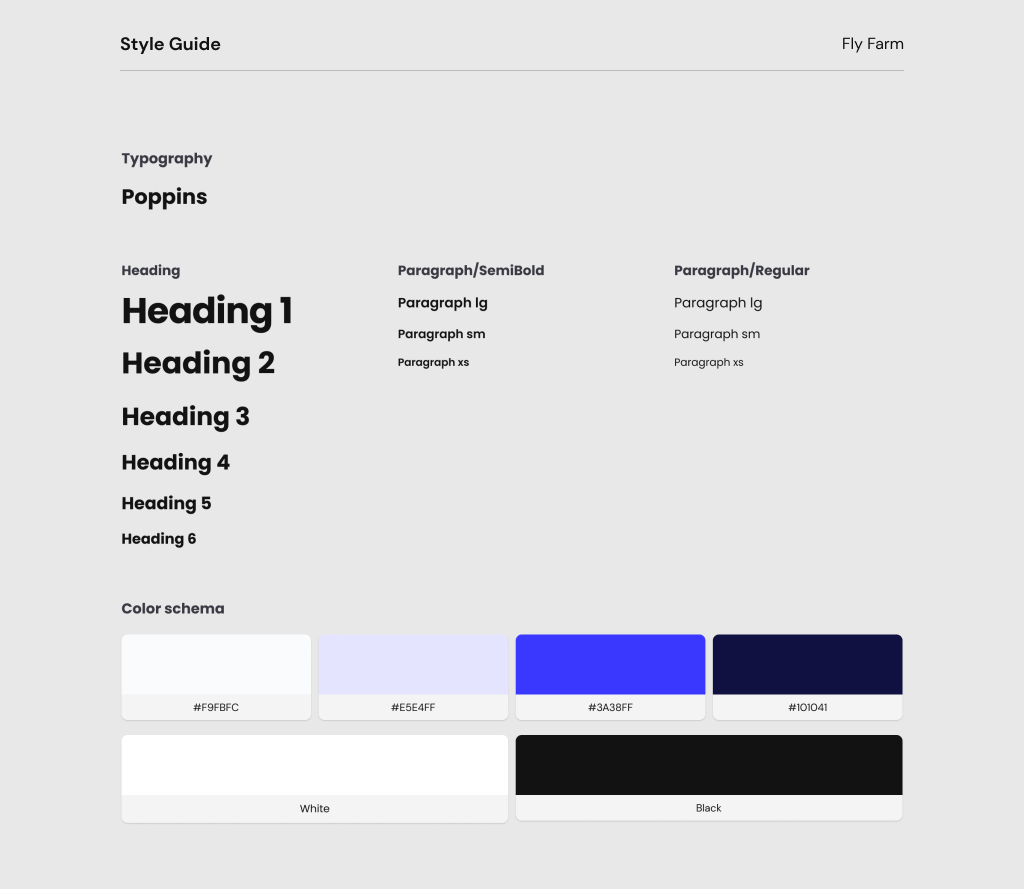 Style Guide
Fly Farm
Typography
Poppins
Heading
Heading 1
Heading 2
Heading 3
Heading 4
Heading 5
Heading 6
Paragraph/SemiBold
Paragraph lg
Paragraph sm
Paragraph xs
Paragraph/Regular
Paragraph lg
Paragraph sm
Paragraph xs
Color schema
#F9FBFC
#E5E4FF
#3A38FF
#101041
White
Black